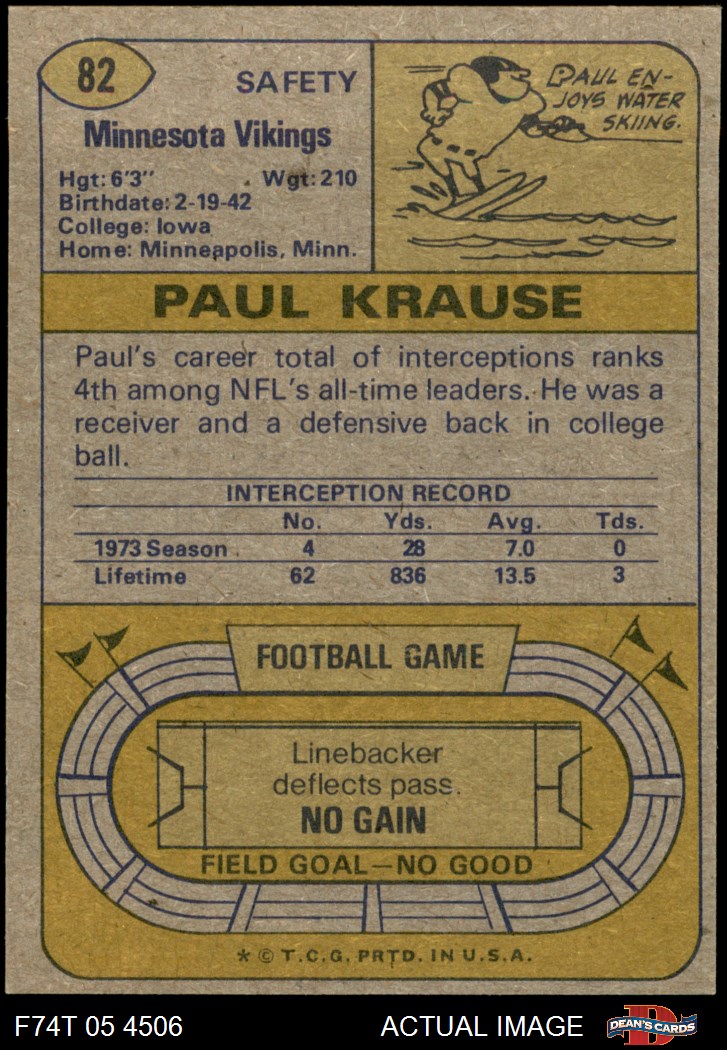 82
SAFETY
Minnesota Vikings
Hgt: 6'3" Wgt: 210
Birthdate: 2-19-42
College: Iowa
Home: Minneapolis, Minn.
PAUL EN-
JOYS WATER
SKIING.
PAUL KRAUSE
Paul's career total of interceptions ranks
4th among NFL's all-time leaders. He was a
receiver and a defensive back in college
ball.
INTERCEPTION RECORD
No. Yds. Avg. Tds.
1973 Season 4 28 7.0 0
Lifetime 62 836 13.5 3
FOOTBALL GAME
Linebacker
deflects pass.
NO GAIN
FIELD GOAL—NO GOOD
* © T.C.G. PRTD. IN U.S.A.
F74T 05 4506 ACTUAL IMAGE
D
DEAN'S CARDS